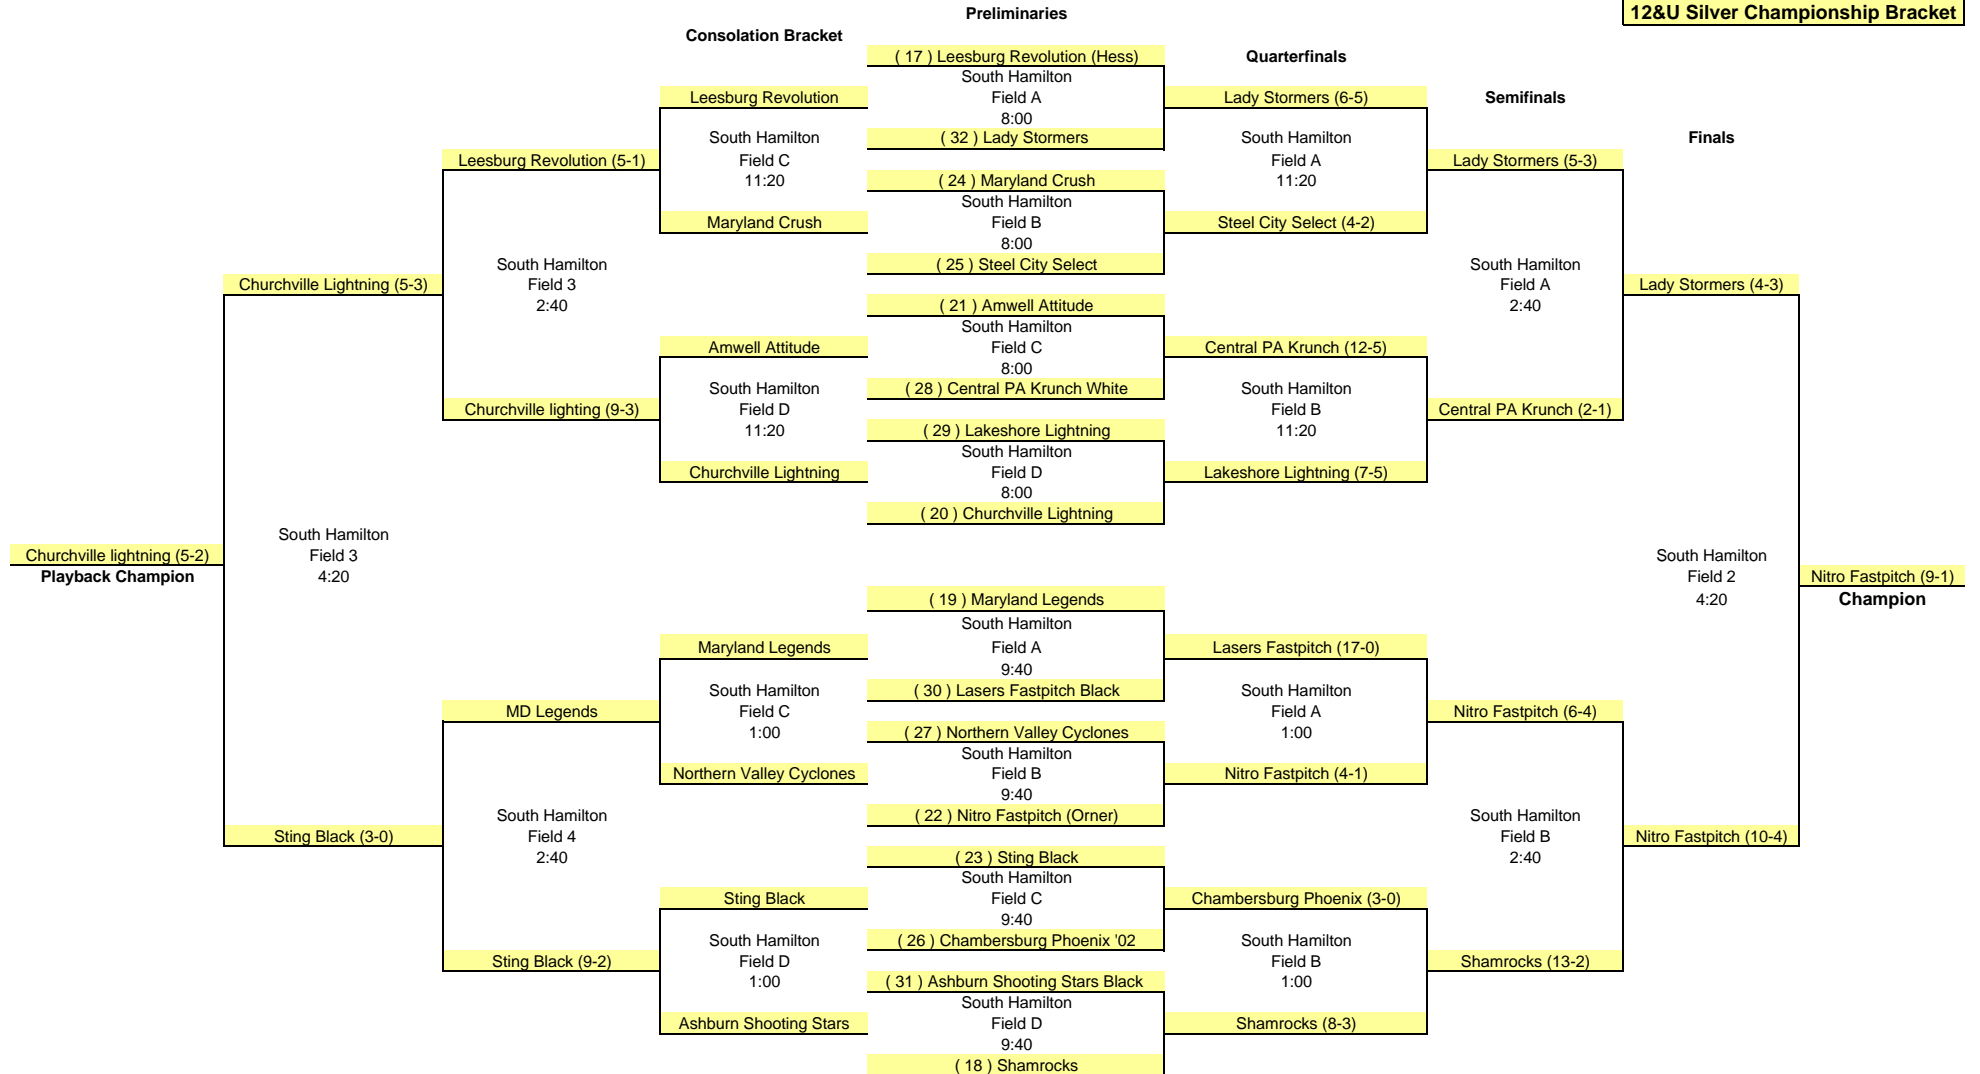 Preliminaries
12&U Silver Championship Bracket
Consolation Bracket
( 17 ) Leesburg Revolution (Hess)
Quarterfinals
South Hamilton
Leesburg Revolution
Field A
Lady Stormers (6-5)
Semifinals
8:00
South Hamilton
( 32 ) Lady Stormers
South Hamilton
Finals
Leesburg Revolution (5-1)
Field C
Field A
Lady Stormers (5-3)
11:20
( 24 ) Maryland Crush
11:20
South Hamilton
Maryland Crush
Field B
Steel City Select (4-2)
8:00
South Hamilton
( 25 ) Steel City Select
South Hamilton
Churchville Lightning (5-3)
Field 3
Field A
Lady Stormers (4-3)
2:40
( 21 ) Amwell Attitude
2:40
South Hamilton
Amwell Attitude
Field C
Central PA Krunch (12-5)
8:00
South Hamilton
( 28 ) Central PA Krunch White
South Hamilton
Churchville lighting (9-3)
Field D
Field B
Central PA Krunch (2-1)
11:20
( 29 ) Lakeshore Lightning
11:20
South Hamilton
Churchville Lightning
Field D
Lakeshore Lightning (7-5)
8:00
( 20 ) Churchville Lightning
South Hamilton
Churchville lightning (5-2)
Field 3
South Hamilton
Playback Champion
4:20
Field 2
Nitro Fastpitch (9-1)
( 19 ) Maryland Legends
4:20
Champion
South Hamilton
Maryland Legends
Field A
Lasers Fastpitch (17-0)
9:40
South Hamilton
( 30 ) Lasers Fastpitch Black
South Hamilton
MD Legends
Field C
Field A
Nitro Fastpitch (6-4)
1:00
( 27 ) Northern Valley Cyclones
1:00
South Hamilton
Northern Valley Cyclones
Field B
Nitro Fastpitch (4-1)
9:40
South Hamilton
( 22 ) Nitro Fastpitch (Orner)
South Hamilton
Sting Black (3-0)
Field 4
Field B
Nitro Fastpitch (10-4)
2:40
( 23 ) Sting Black
2:40
South Hamilton
Sting Black
Field C
Chambersburg Phoenix (3-0)
9:40
South Hamilton
( 26 ) Chambersburg Phoenix '02
South Hamilton
Sting Black (9-2)
Field D
Field B
Shamrocks (13-2)
1:00
( 31 ) Ashburn Shooting Stars Black
1:00
South Hamilton
Ashburn Shooting Stars
Field D
Shamrocks (8-3)
9:40
( 18 ) Shamrocks